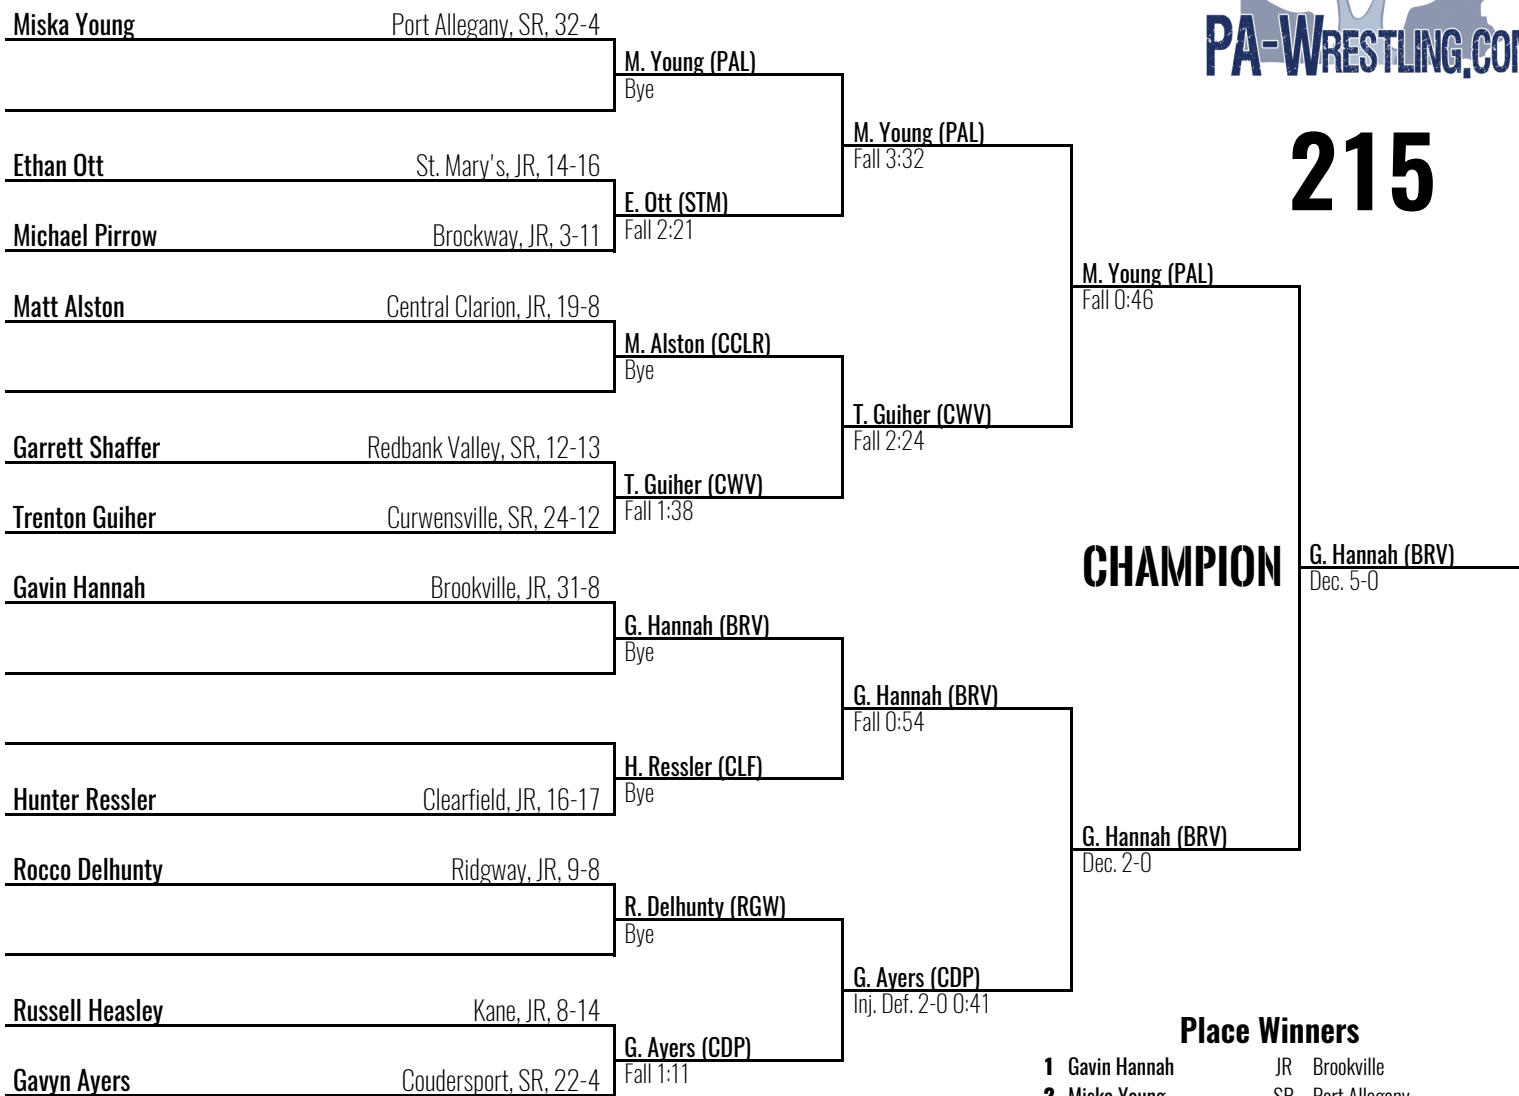 Miska Young Port Allegany, SR, 32-4
M. Young (PAL)
Bye
Ethan Ott St. Mary's, JR, 14-16
E. Ott (STM)
Fall 2:21
Michael Pirrow Brockway, JR, 3-11
M. Young (PAL)
Fall 3:32
Matt Alston Central Clarion, JR, 19-8
M. Alston (CCLR)
Bye
Garrett Shaffer Redbank Valley, SR, 12-13
T. Guiher (CWV)
Fall 1:38
Trenton Guiher Curwensville, SR, 24-12
T. Guiher (CWV)
Fall 2:24
M. Young (PAL)
Fall 0:46
Gavin Hannah Brookville, JR, 31-8
G. Hannah (BRV)
Bye
Hunter Ressler Clearfield, JR, 16-17
H. Ressler (CLF)
Bye
G. Hannah (BRV)
Fall 0:54
Rocco Delhunty Ridgway, JR, 9-8
R. Delhunty (RGW)
Bye
Russell Heasley Kane, JR, 8-14
G. Ayers (CDP)
Fall 1:11
Gavyn Ayers Coudersport, SR, 22-4
G. Ayers (CDP)
Inj. Def. 2-0 0:41
G. Hannah (BRV)
Dec. 2-0
CHAMPION
G. Hannah (BRV)
Dec. 5-0
PA-WRESTLING.COM
215
Place Winners
1 Gavin Hannah JR Brookville
2 Miska Young SR Port Allegany